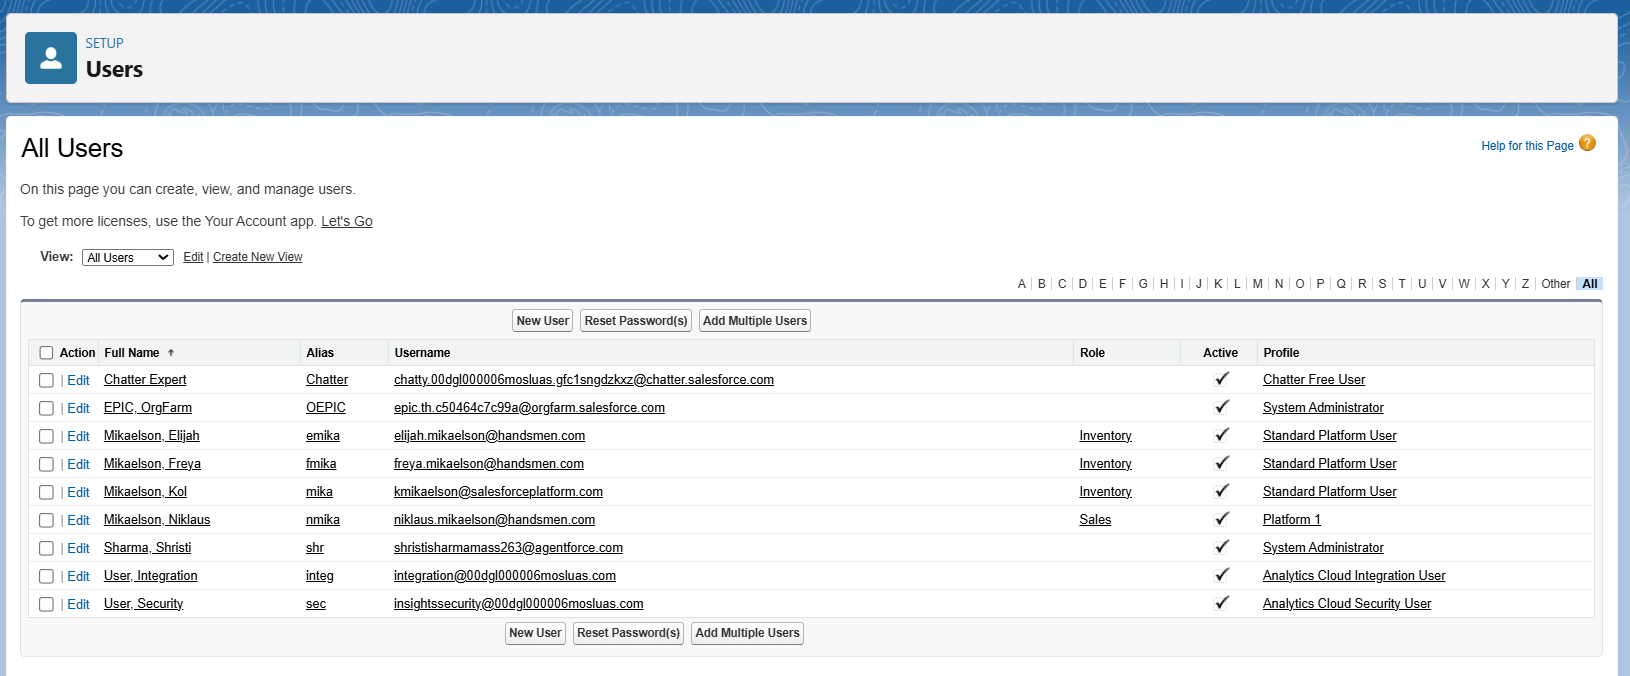 SETUP
Users
All Users
Help for this Page ?
On this page you can create, view, and manage users.
To get more licenses, use the Your Account app. Let's Go
View: All Users Edit | Create New View
A B C D E F G H I J K L M N O P Q R S T U V W X Y Z Other All
New User Reset Password(s) Add Multiple Users
Action Full Name ↑ Alias Username Role Active Profile
| Edit Chatter Expert Chatter chatty.00dgl000006mosluas.gfc1sngdzkxz@chatter.salesforce.com ✓ Chatter Free User
| Edit EPIC, OrgFarm OEPIC epic.th.c50464c7c99a@orgfarm.salesforce.com ✓ System Administrator
| Edit Mikaelson, Elijah emika elijah.mikaelson@handsmen.com Inventory ✓ Standard Platform User
| Edit Mikaelson, Freya fmika freya.mikaelson@handsmen.com Inventory ✓ Standard Platform User
| Edit Mikaelson, Kol mika kmikaelson@salesforceplatform.com Inventory ✓ Standard Platform User
| Edit Mikaelson, Niklaus nmika niklaus.mikaelson@handsmen.com Sales ✓ Platform 1
| Edit Sharma, Shristi shr shristisharmamass263@agentforce.com ✓ System Administrator
| Edit User, Integration integ integration@00dgl000006mosluas.com ✓ Analytics Cloud Integration User
| Edit User, Security sec insightssecurity@00dgl000006mosluas.com ✓ Analytics Cloud Security User
New User Reset Password(s) Add Multiple Users